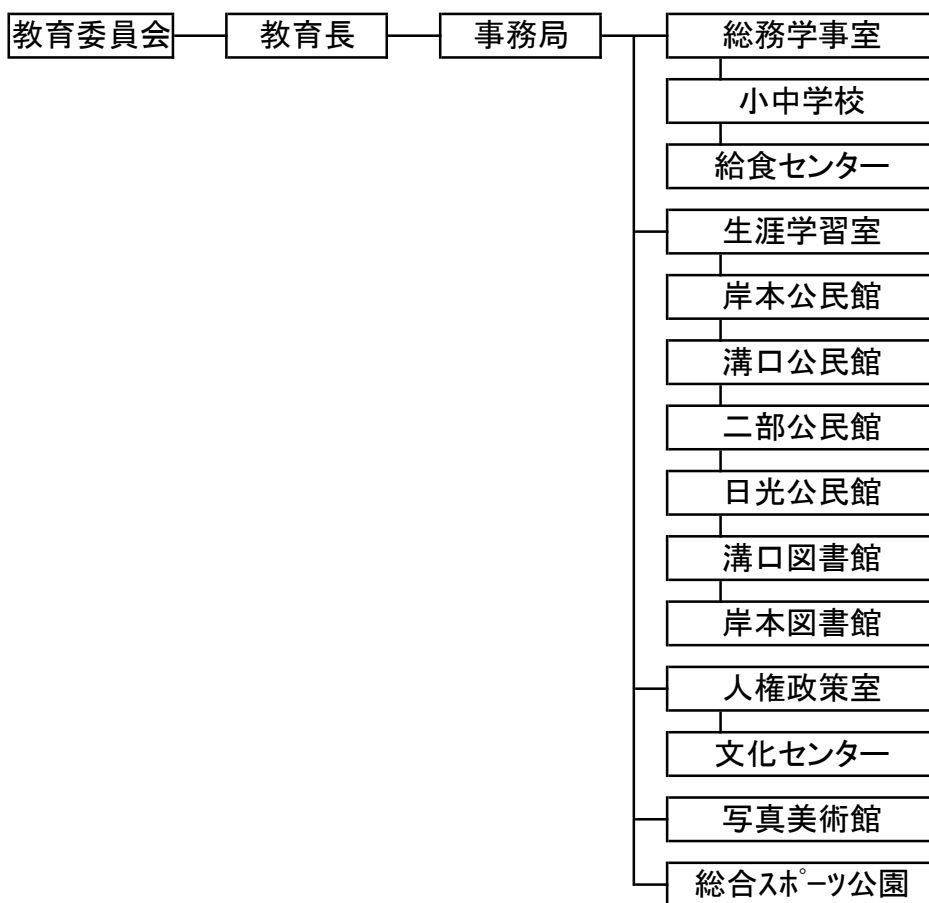 教育委員会
教育長
事務局
総務学事室
小中学校
給食センター
生涯学習室
岸本公民館
溝口公民館
二部公民館
日光公民館
溝口図書館
岸本図書館
人権政策室
文化センター
写真美術館
総合ｽﾎﾟｰﾂ公園